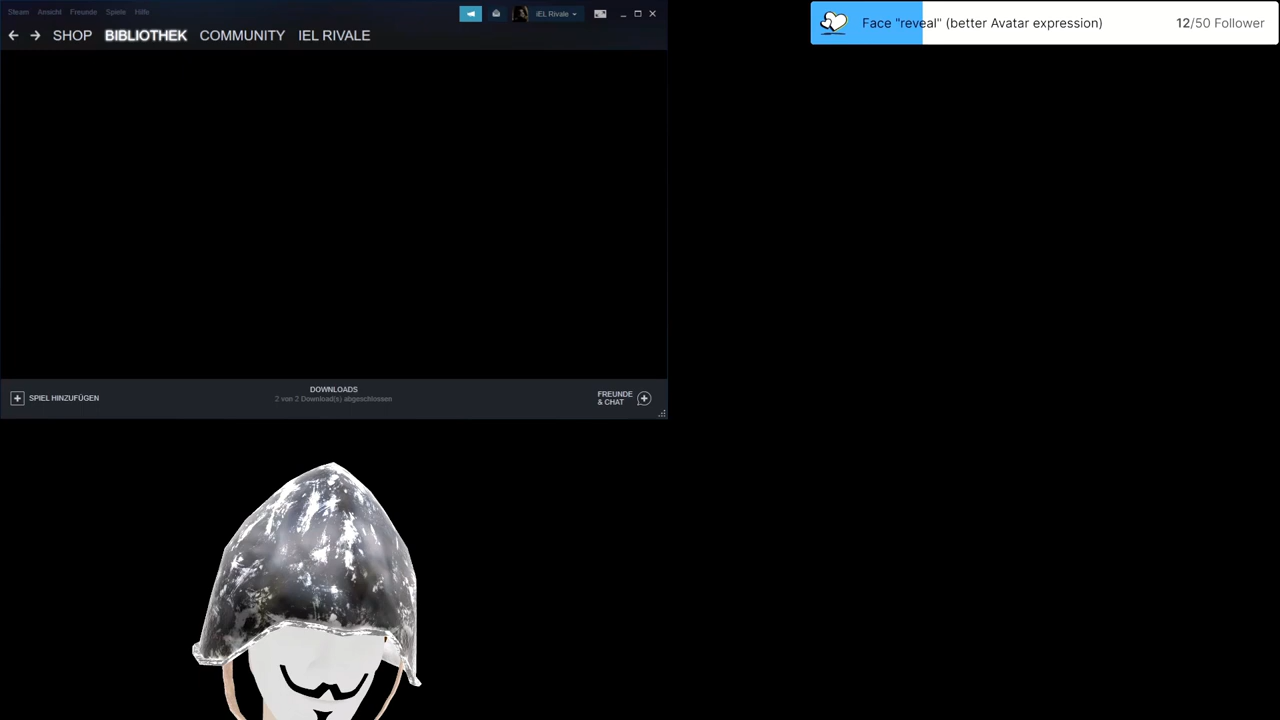 Steam Ansicht Freunde Spiele Hilfe
iEL Rivale
SHOP BIBLIOTHEK COMMUNITY IEL RIVALE
Face "reveal" (better Avatar expression) 12/50 Follower
SPIEL HINZUFÜGEN
DOWNLOADS
2 von 2 Download(s) abgeschlossen
FREUNDE
& CHAT